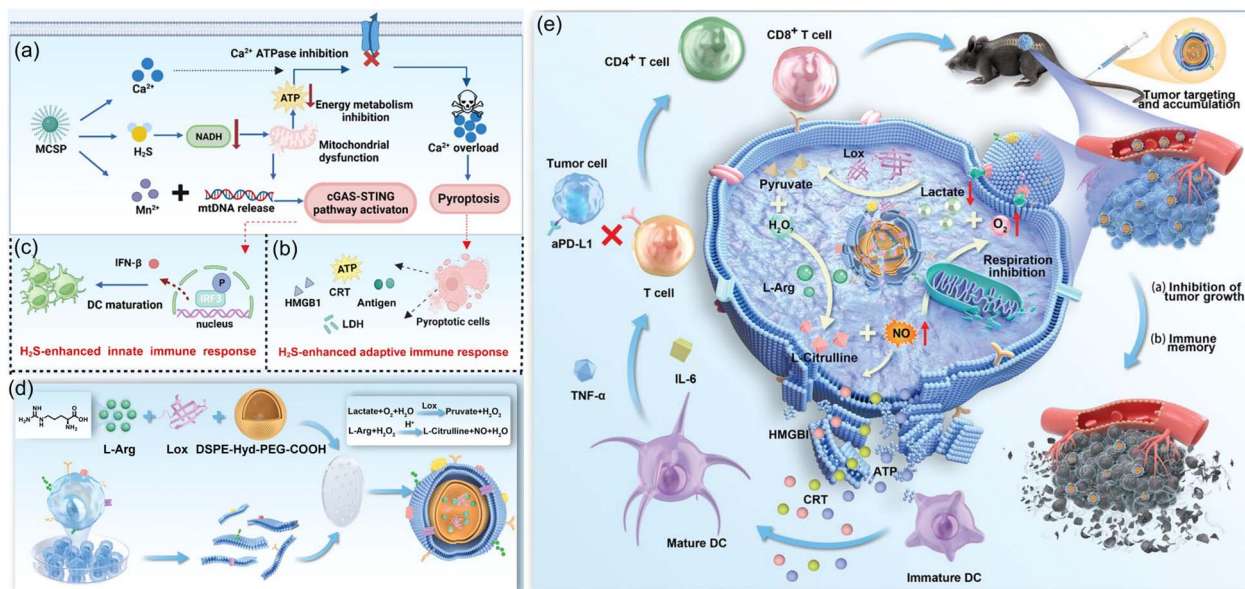 (a)
Ca²⁺ ATPase inhibition
Ca²⁺
ATP
Energy metabolism
inhibition
MCSP
H₂S
NADH
Mitochondrial
dysfunction
Ca²⁺ overload
Mn²⁺
mtDNA release
cGAS-STING
pathway activaton
Pyroptosis
(c)
IFN-β
DC maturation
P
IRF3
nucleus
H₂S-enhanced innate immune response
(b)
ATP
HMGB1
CRT
Antigen
LDH
Pyroptotic cells
H₂S-enhanced adaptive immune response
(d)
NH
H₂N
N
H
O
OH
NH₂
L-Arg
Lox
DSPE-Hyd-PEG-COOH
Lactate+O₂+H₂O Lox Pruvate+H₂O₂
L-Arg+H₂O₂ H⁺ L-Citrulline+NO+H₂O
(e)
CD4⁺ T cell
CD8⁺ T cell
Tumor targeting
and accumulation
Tumor cell
aPD-L1
T cell
Lox
Pyruvate
Lactate
H₂O₂
O₂
Respiration
inhibition
L-Arg
NO
L-Citrulline
(a) Inhibition of
tumor growth
(b) Immune
memory
TNF-α
IL-6
HMGBI
ATP
CRT
Mature DC
Immature DC